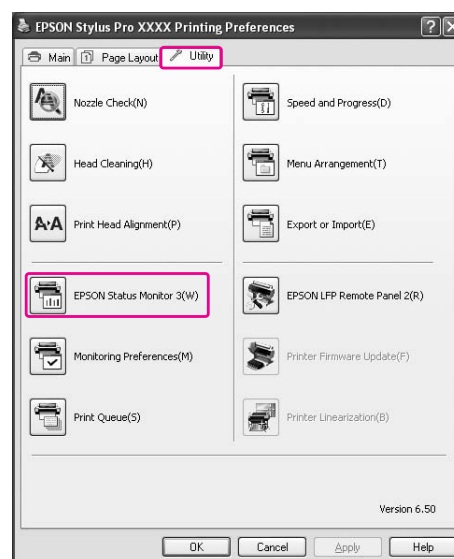 EPSON Stylus Pro XXXX Printing Preferences
Main Page Layout Utility
Nozzle Check(N)
Speed and Progress(D)
Head Cleaning(H)
Menu Arrangement(T)
A:A Print Head Alignment(P)
Export or Import(E)
EPSON Status Monitor 3(W)
EPSON LFP Remote Panel 2(R)
Monitoring Preferences(M)
Printer Firmware Update(F)
Print Queue(S)
Printer Linearization(B)
Version 6.50
OK Cancel Apply Help